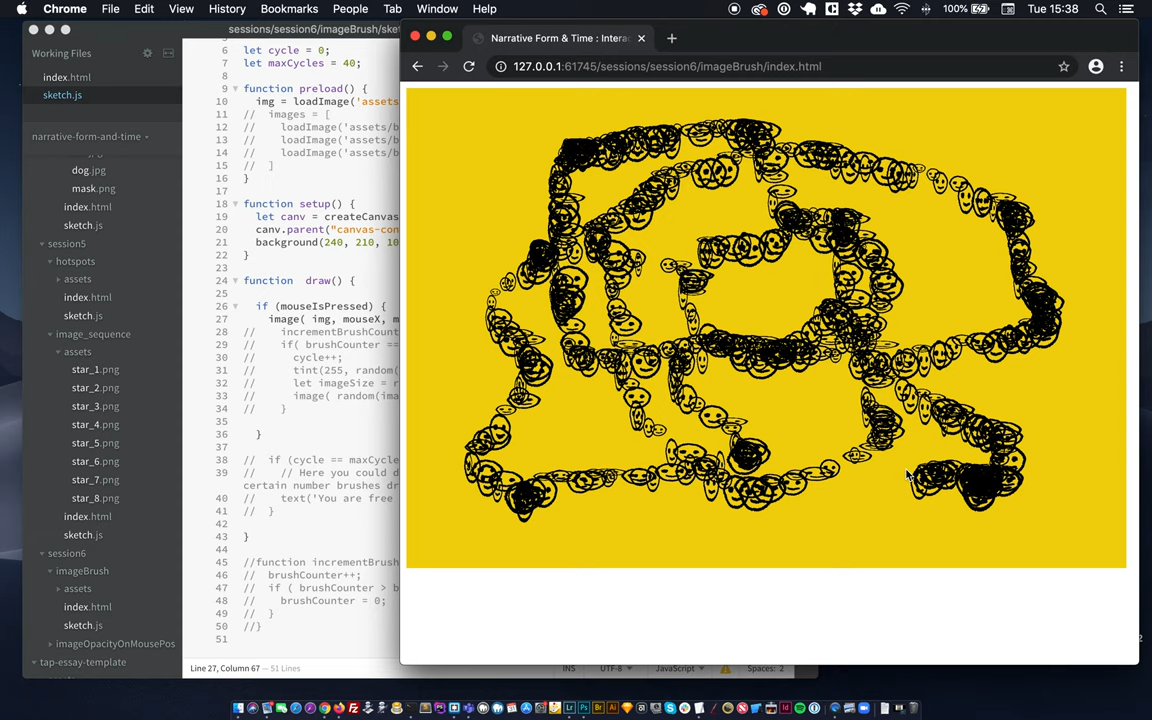 Chrome File Edit View History Bookmarks People Tab Window Help
100% Tue 15:38
sessions/session6/imageBrush/sket
Narrative Form & Time : Intera
127.0.0.1:61745/sessions/session6/imageBrush/index.html
Working Files
index.html
sketch.js
narrative-form-and-time
dog.jpg
mask.png
index.html
sketch.js
session5
hotspots
assets
index.html
sketch.js
image_sequence
assets
star_1.png
star_2.png
star_3.png
star_4.png
star_5.png
star_6.png
star_7.png
star_8.png
index.html
sketch.js
session6
imageBrush
assets
index.html
sketch.js
imageOpacityOnMousePos
tap-essay-template
6 let cycle = 0;
7 let maxCycles = 40;
8
9 function preload() {
10 img = loadImage('assets
11 // images = [
12 // loadImage('assets/b
13 // loadImage('assets/b
14 // loadImage('assets/b
15 // ]
16 }
17
18 function setup() {
19 let canv = createCanvas
20 canv.parent("canvas-con
21 background(240, 210, 10
22 }
23
24 function draw() {
25
26 if (mouseIsPressed) {
27 image( img, mouseX, m
28 // incrementBrushCount
29 // if( brushCounter ==
30 // cycle++;
31 // tint(255, random(
32 // let imageSize = r
33 // image( random(ima
34 // }
35
36 }
37
38 // if (cycle == maxCycle
39 // // Here you could d
certain number brushes dr
40 // text('You are free
41 // }
42
43 }
44
45 //function incrementBrush
46 // brushCounter++;
47 // if ( brushCounter > b
48 // brushCounter = 0;
49 // }
50 //}
51
Line 27, Column 67 — 51 Lines
INS UTF-8 JavaScript Spaces: 2